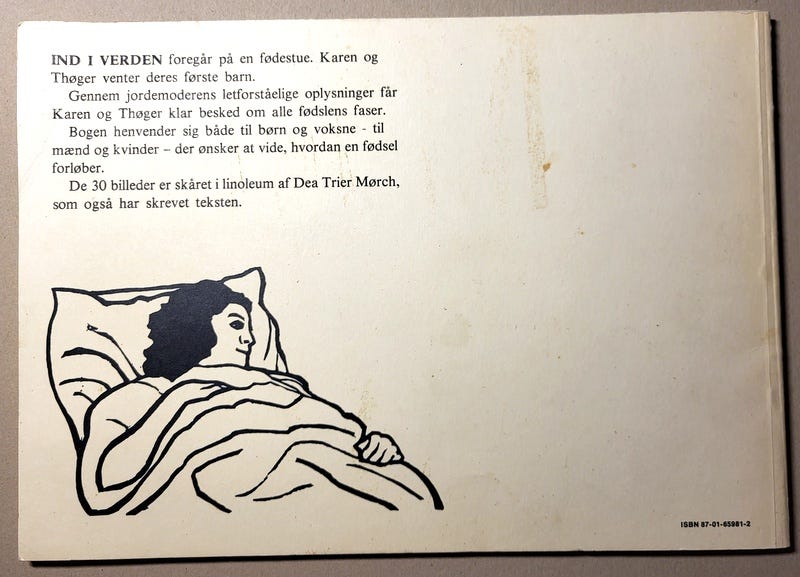 IND I VERDEN foregår på en fødestue. Karen og
Thøger venter deres første barn.
Gennem jordemoderens letforståelige oplysninger får
Karen og Thøger klar besked om alle fødslens faser.
Bogen henvender sig både til børn og voksne - til
mænd og kvinder – der ønsker at vide, hvordan en fødsel
forløber.
De 30 billeder er skåret i linoleum af Dea Trier Mørch,
som også har skrevet teksten.
ISBN 87-01-65981-2